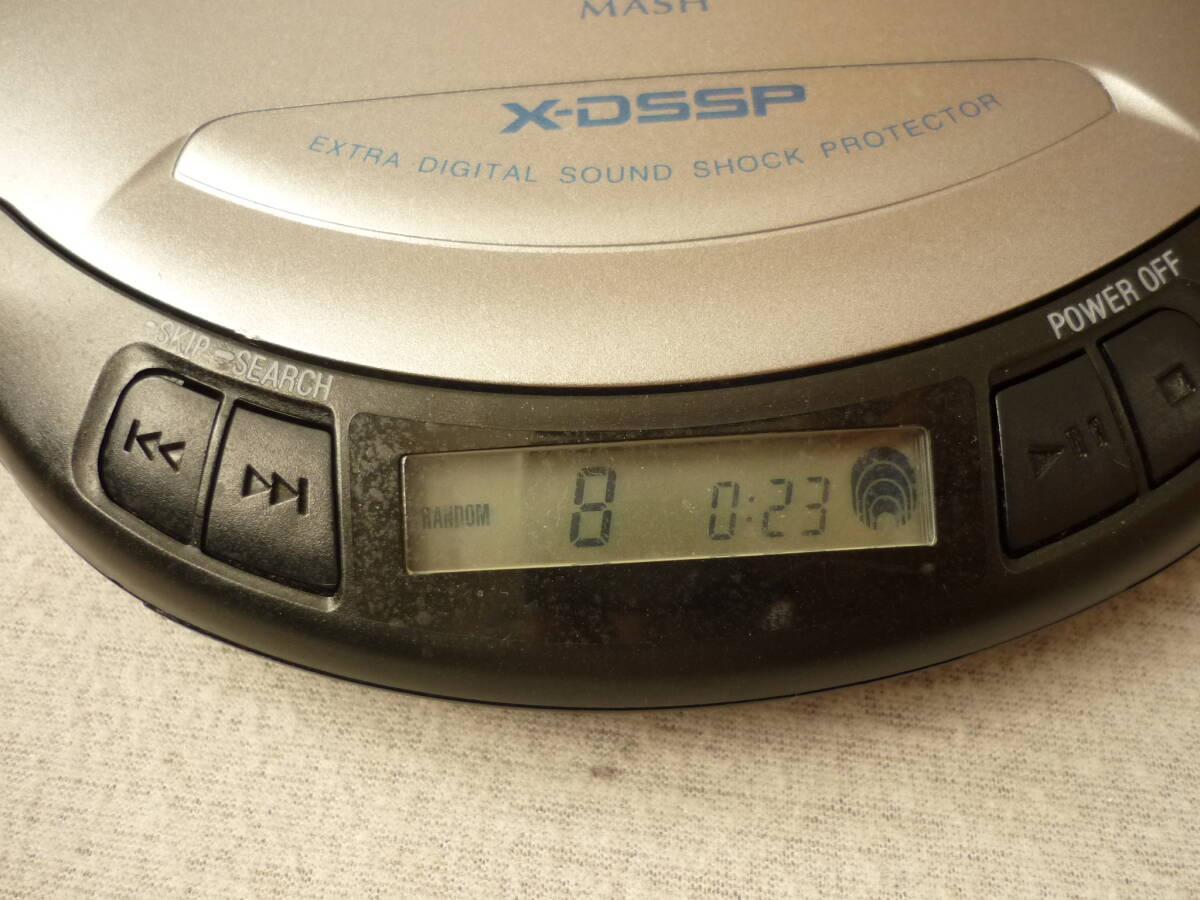 MASH
X-DSSP
EXTRA DIGITAL SOUND SHOCK PROTECTOR
SKIP SEARCH
POWER OFF
RANDOM 8 0:23